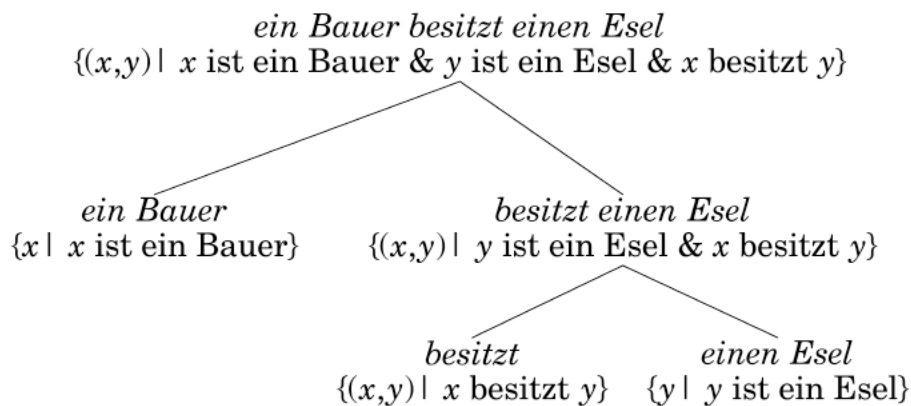 ein Bauer besitzt einen Esel
{(x,y)| x ist ein Bauer & y ist ein Esel & x besitzt y}
ein Bauer
{x| x ist ein Bauer}
besitzt einen Esel
{(x,y)| y ist ein Esel & x besitzt y}
besitzt
{(x,y)| x besitzt y}
einen Esel
{y| y ist ein Esel}